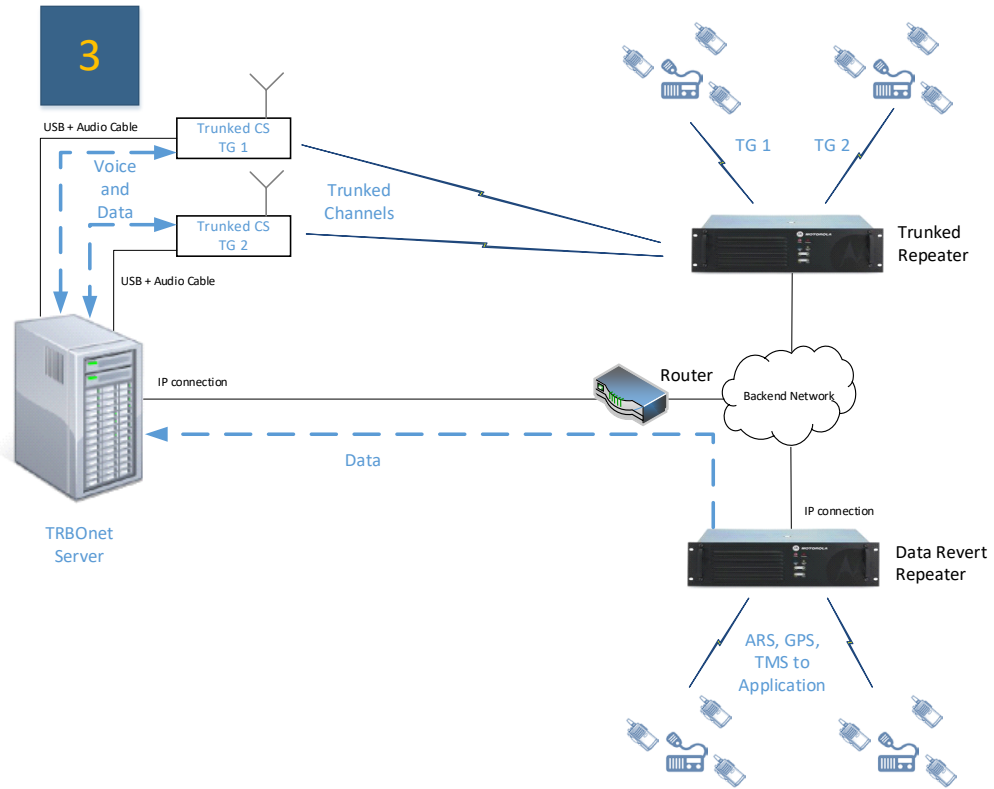 3
USB + Audio Cable
Trunked CS
TG 1
Voice
and
Data
Trunked CS
TG 2
USB + Audio Cable
Trunked
Channels
TG 1
TG 2
MOTOROLA
Trunked
Repeater
IP connection
Router
Backend Network
Data
TRBOnet
Server
IP connection
MOTOROLA
Data Revert
Repeater
ARS, GPS,
TMS to
Application